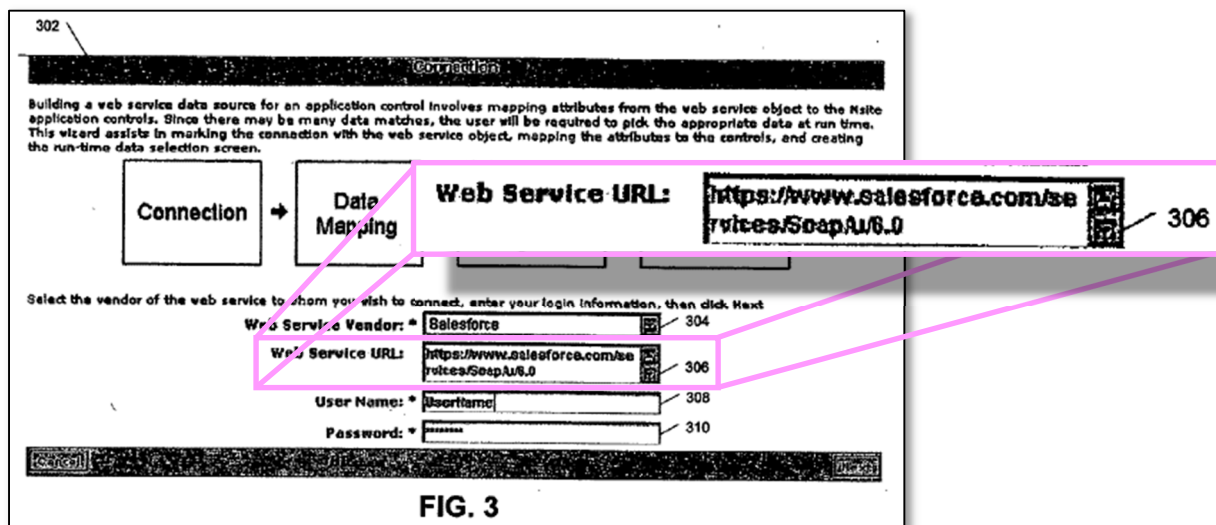 302
Connection
Building a web service data source for an application control involves mapping attributes from the web service object to the Nsite
application controls. Since there may be many data matches, the user will be required to pick the appropriate data at run time.
This wizard assists in marking the connection with the web service object, mapping the attributes to the controls, and creating
the run-time data selection screen.
Connection
Data
Mapping
Web Service URL:
https://www.salesforce.com/se
rvices/Soap/u/6.0
306
Select the vendor of the web service to whom you wish to connect, enter your login information, then click Next
Web Service Vendor: * Salesforce 304
Web Service URL: https://www.salesforce.com/se
rvices/Soap/u/6.0 306
User Name: * UserName 308
Password: * ******** 310
Cancel
FIG. 3